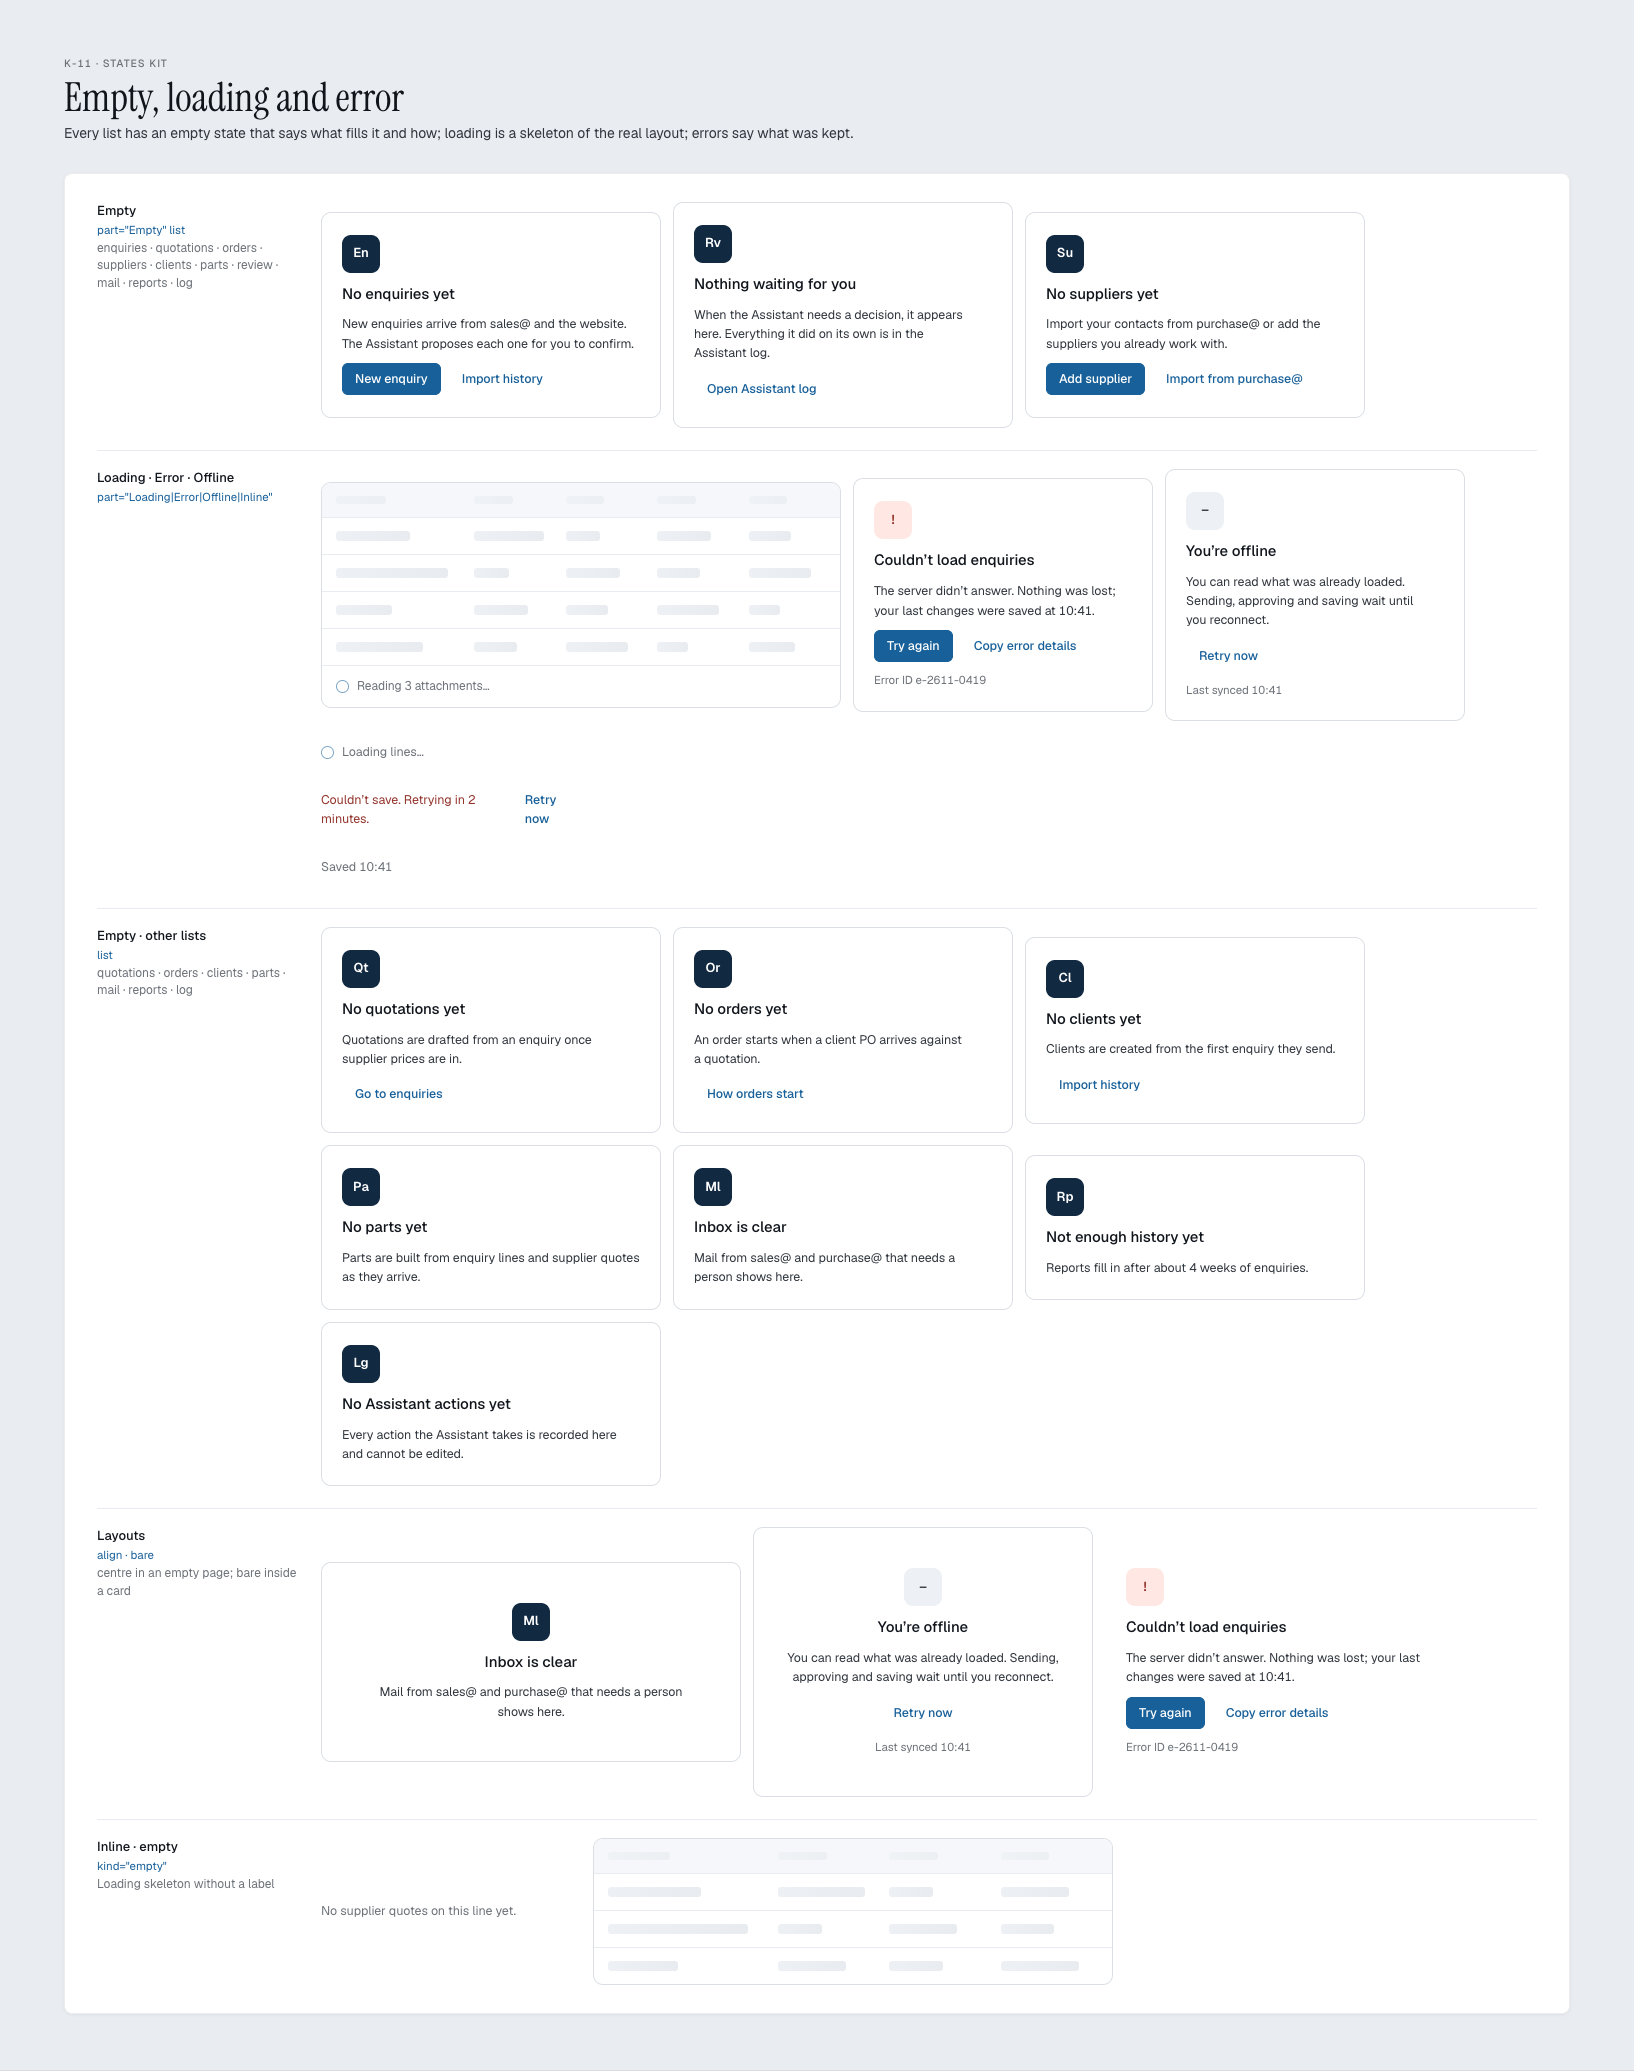 K-11 · STATES KIT
Empty, loading and error
Every list has an empty state that says what fills it and how; loading is a skeleton of the real layout; errors say what was kept.
Empty
part="Empty" list
enquiries · quotations · orders ·
suppliers · clients · parts · review ·
mail · reports · log
En
No enquiries yet
New enquiries arrive from sales@ and the website.
The Assistant proposes each one for you to confirm.
New enquiry Import history
Rv
Nothing waiting for you
When the Assistant needs a decision, it appears
here. Everything it did on its own is in the
Assistant log.
Open Assistant log
Su
No suppliers yet
Import your contacts from purchase@ or add the
suppliers you already work with.
Add supplier Import from purchase@
Loading · Error · Offline
part="Loading|Error|Offline|Inline"
Reading 3 attachments…
!
Couldn’t load enquiries
The server didn’t answer. Nothing was lost;
your last changes were saved at 10:41.
Try again Copy error details
Error ID e-2611-0419
–
You’re offline
You can read what was already loaded.
Sending, approving and saving wait until
you reconnect.
Retry now
Last synced 10:41
Loading lines…
Couldn’t save. Retrying in 2
minutes.
Retry
now
Saved 10:41
Empty · other lists
list
quotations · orders · clients · parts ·
mail · reports · log
Qt
No quotations yet
Quotations are drafted from an enquiry once
supplier prices are in.
Go to enquiries
Or
No orders yet
An order starts when a client PO arrives against
a quotation.
How orders start
Cl
No clients yet
Clients are created from the first enquiry they send.
Import history
Pa
No parts yet
Parts are built from enquiry lines and supplier quotes
as they arrive.
Ml
Inbox is clear
Mail from sales@ and purchase@ that needs a
person shows here.
Rp
Not enough history yet
Reports fill in after about 4 weeks of enquiries.
Lg
No Assistant actions yet
Every action the Assistant takes is recorded here
and cannot be edited.
Layouts
align · bare
centre in an empty page; bare inside
a card
Ml
Inbox is clear
Mail from sales@ and purchase@ that needs a person
shows here.
–
You’re offline
You can read what was already loaded. Sending,
approving and saving wait until you reconnect.
Retry now
Last synced 10:41
!
Couldn’t load enquiries
The server didn’t answer. Nothing was lost; your last
changes were saved at 10:41.
Try again Copy error details
Error ID e-2611-0419
Inline · empty
kind="empty"
Loading skeleton without a label
No supplier quotes on this line yet.